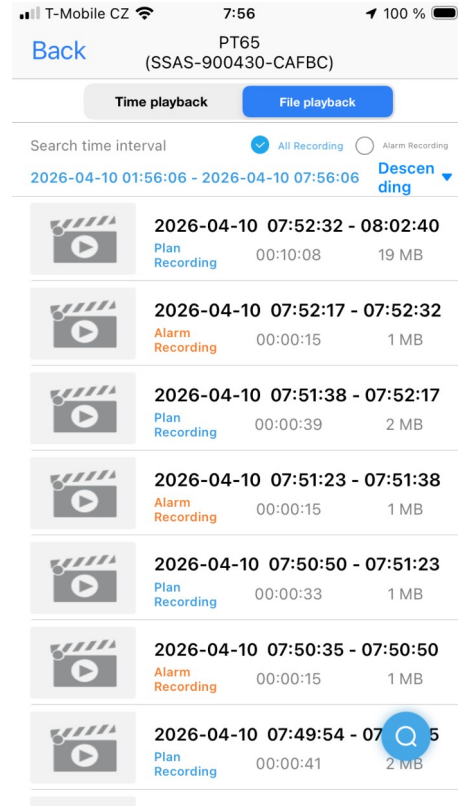 T-Mobile CZ 7:56 100 %
Back PT65
(SSAS-900430-CAFBC)
Time playback File playback
Search time interval All Recording Alarm Recording
2026-04-10 01:56:06 - 2026-04-10 07:56:06 Descen
ding
2026-04-10 07:52:32 - 08:02:40
Plan
Recording 00:10:08 19 MB
2026-04-10 07:52:17 - 07:52:32
Alarm
Recording 00:00:15 1 MB
2026-04-10 07:51:38 - 07:52:17
Plan
Recording 00:00:39 2 MB
2026-04-10 07:51:23 - 07:51:38
Alarm
Recording 00:00:15 1 MB
2026-04-10 07:50:50 - 07:51:23
Plan
Recording 00:00:33 1 MB
2026-04-10 07:50:35 - 07:50:50
Alarm
Recording 00:00:15 1 MB
2026-04-10 07:49:54 - 07
Plan
Recording 00:00:41 2 MB